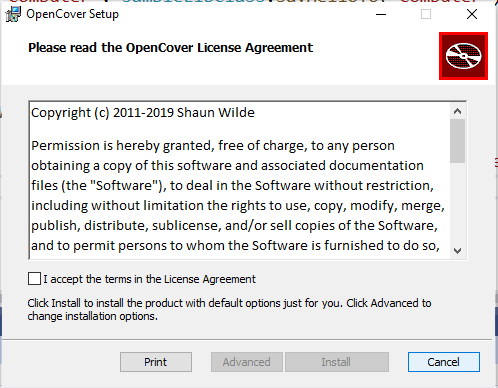 OpenCover Setup
Please read the OpenCover License Agreement
Copyright (c) 2011-2019 Shaun Wilde
Permission is hereby granted, free of charge, to any person
obtaining a copy of this software and associated documentation
files (the "Software"), to deal in the Software without restriction,
including without limitation the rights to use, copy, modify, merge,
publish, distribute, sublicense, and/or sell copies of the Software,
and to permit persons to whom the Software is furnished to do so,
I accept the terms in the License Agreement
Click Install to install the product with default options just for you. Click Advanced to
change installation options.
Print
Advanced
Install
Cancel